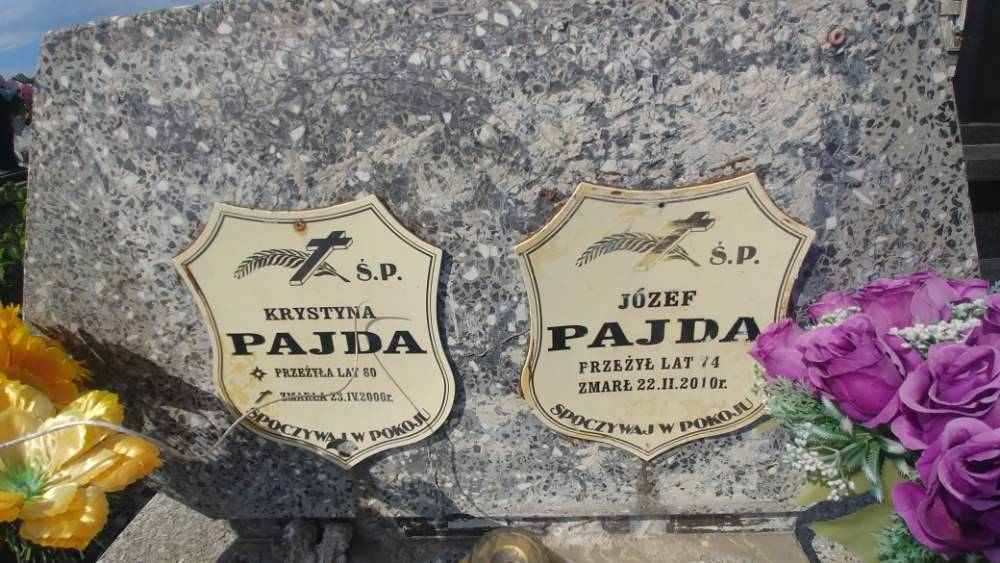 Ś.P.
KRYSTYNA
PAJDA
PRZEŻYŁA LAT 60
ZMARŁA 23.IV.2000r.
SPOCZYWAJ W POKOJU
Ś.P.
JÓZEF
PAJDA
PRZEŻYŁ LAT 74
ZMARŁ 22.II.2010r.
SPOCZYWAJ W POKOJU